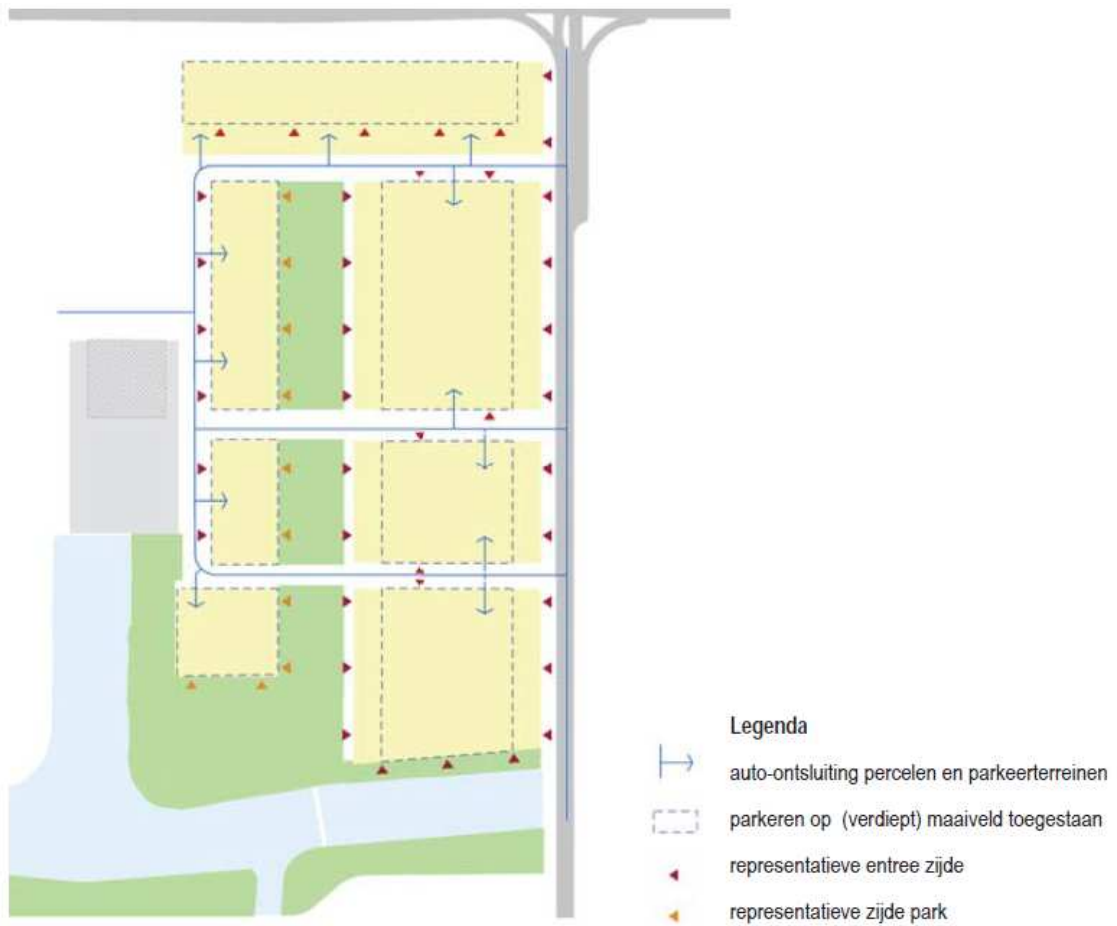 Legenda
auto-ontsluiting percelen en parkeerterreinen
parkeren op (verdiept) maaiveld toegestaan
representatieve entree zijde
representatieve zijde park